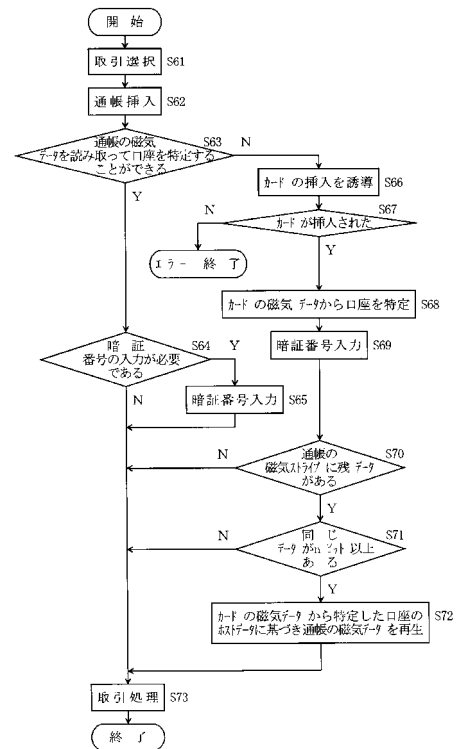 開 始
取引選択 S61
通帳挿入 S62
通帳の磁気
データを読み取って口座を特定する
ことができる
S63
N
Y
カード の挿入を誘導 S66
S67
カード が挿入された
N
Y
エラー 終 了
カード の磁気 データから口座を特定 S68
暗証番号入力 S69
暗 証
番号の入力が必要
である
S64
Y
N
暗証番号入力 S65
通帳の
磁気ストライプ に残 データ
がある
S70
N
Y
同 じ
データ がn ビット 以上
あ る
S71
N
Y
カード の磁気データ から特定した口座の
ホストデータに基づき通帳の磁気データ を再生
S72
取引処理 S73
終 了